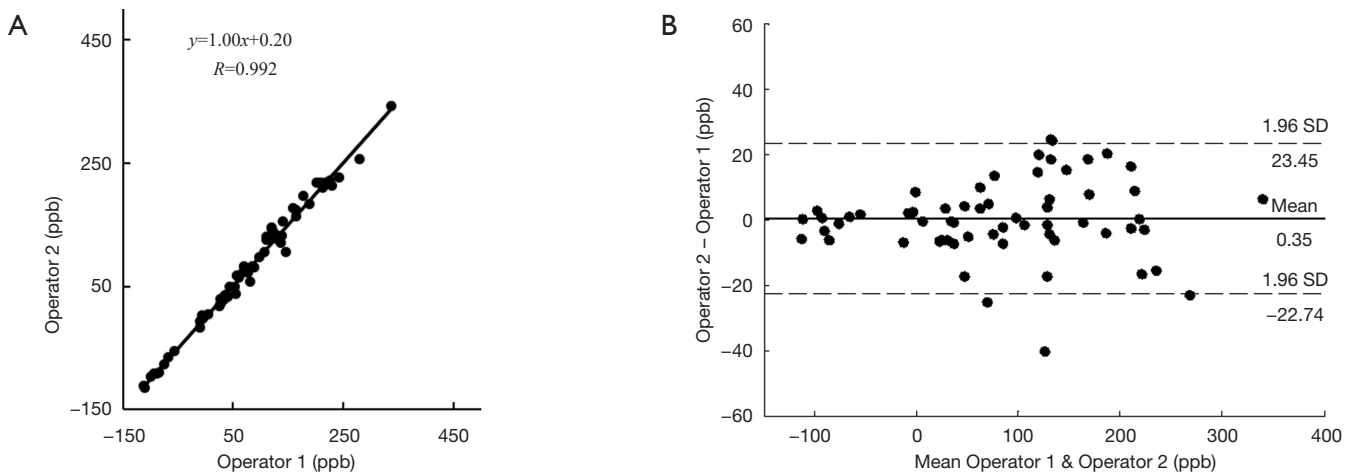 A
450
y=1.00x+0.20
R=0.992
250
50
−150
Operator 2 (ppb)
−150 50 250 450
Operator 1 (ppb)
B
60
40
20
0
−20
−40
−60
Operator 2 − Operator 1 (ppb)
1.96 SD
23.45
Mean
0.35
1.96 SD
−22.74
−100 0 100 200 300 400
Mean Operator 1 & Operator 2 (ppb)